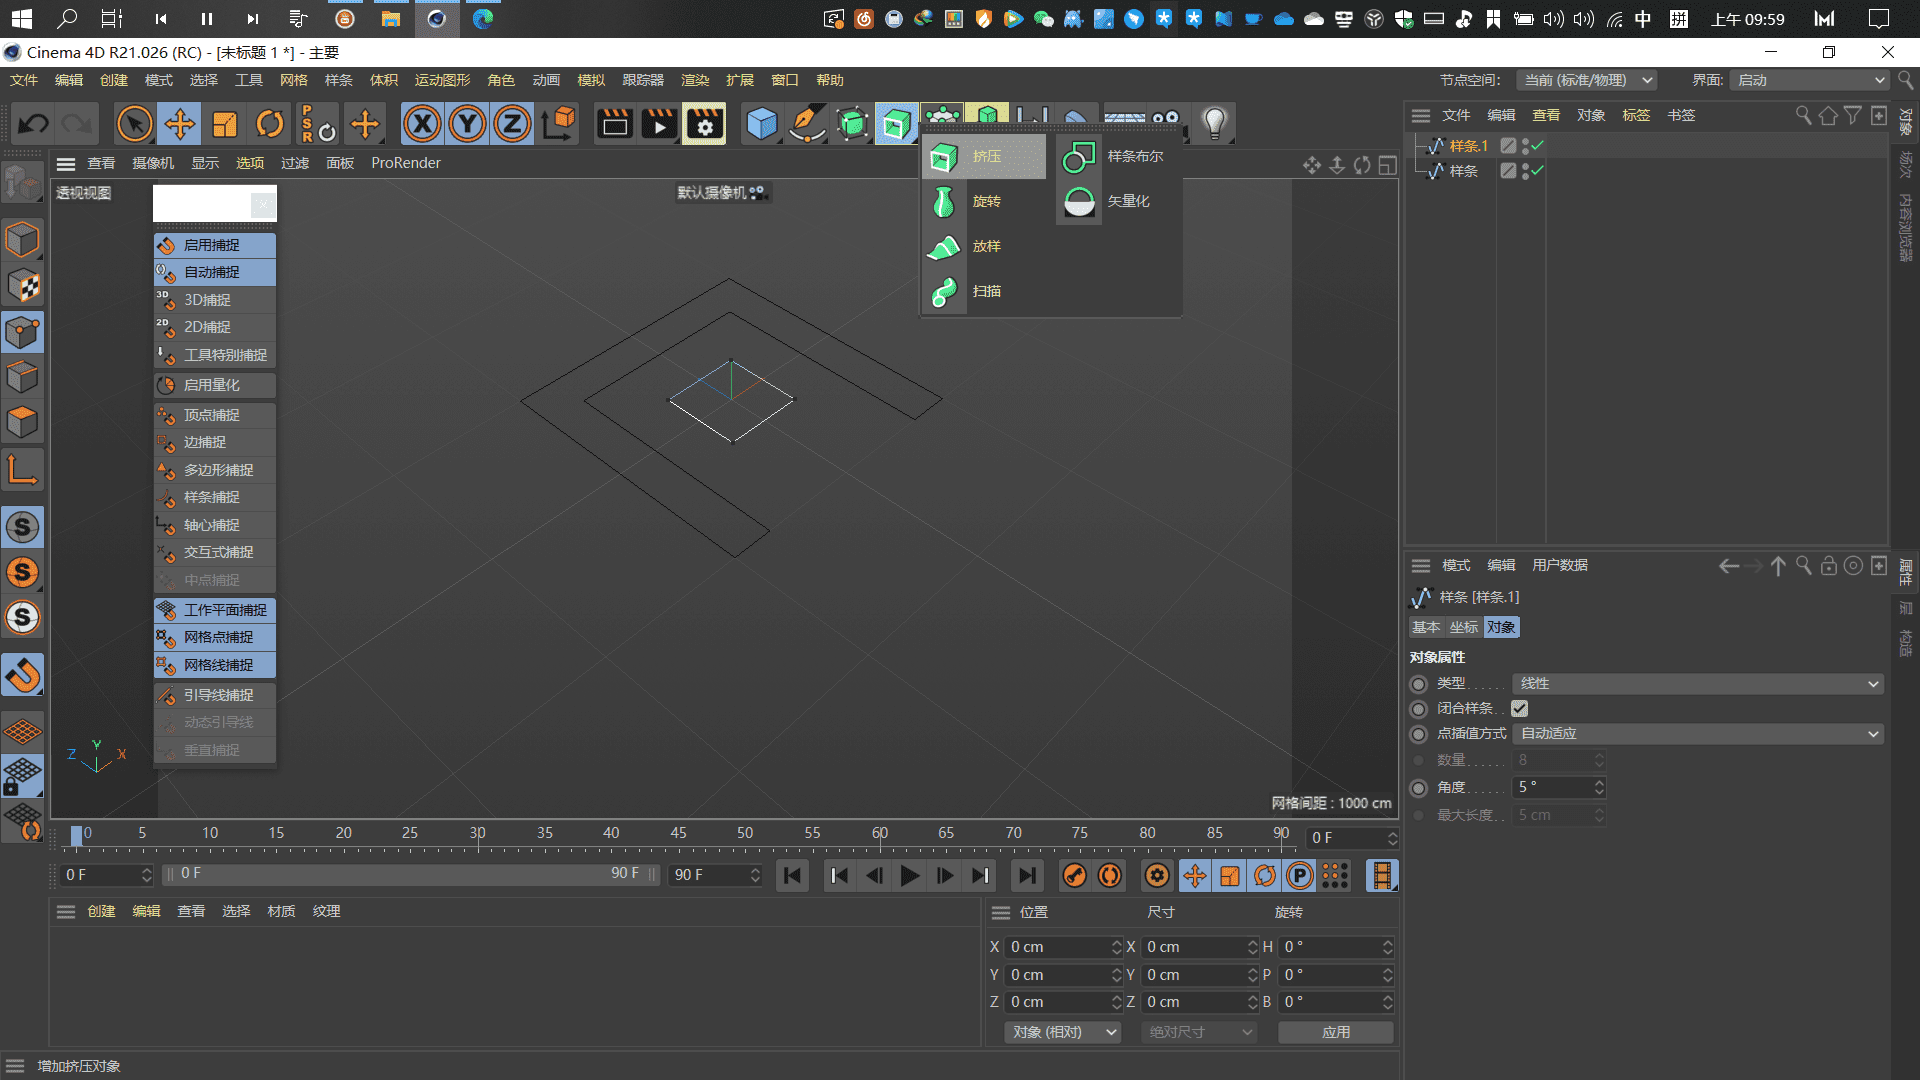 中
拼
上午 09:59
Cinema 4D R21.026 (RC) - [未标题 1 *] - 主要
文件 编辑 创建 模式 选择 工具 网格 样条 体积 运动图形 角色 动画 模拟 跟踪器 渲染 扩展 窗口 帮助
节点空间: 当前 (标准/物理) 界面: 启动
P S R X Y Z
文件 编辑 查看 对象 标签 书签
对象
场次
内容浏览器
查看 摄像机 显示 选项 过滤 面板 ProRender
透视视图
默认摄像机
挤压
样条布尔
旋转
矢量化
放样
扫描
样条.1
样条
启用捕捉
自动捕捉
3D 3D捕捉
2D 2D捕捉
工具特别捕捉
启用量化
顶点捕捉
边捕捉
多边形捕捉
样条捕捉
轴心捕捉
交互式捕捉
中点捕捉
工作平面捕捉
网格点捕捉
网格线捕捉
引导线捕捉
动态引导线
垂直捕捉
S
S
S
Z Y X
网格间距 : 1000 cm
模式 编辑 用户数据
属性
层
构造
样条 [样条.1]
基本 坐标 对象
对象属性
类型 线性
闭合样条
点插值方式 自动适应
数量 8
角度 5 °
最大长度 5 cm
0 5 10 15 20 25 30 35 40 45 50 55 60 65 70 75 80 85 90 0 F
0 F 0 F 90 F 90 F P
创建 编辑 查看 选择 材质 纹理
位置 尺寸 旋转
X 0 cm X 0 cm H 0 °
Y 0 cm Y 0 cm P 0 °
Z 0 cm Z 0 cm B 0 °
对象 (相对) 绝对尺寸 应用
增加挤压对象